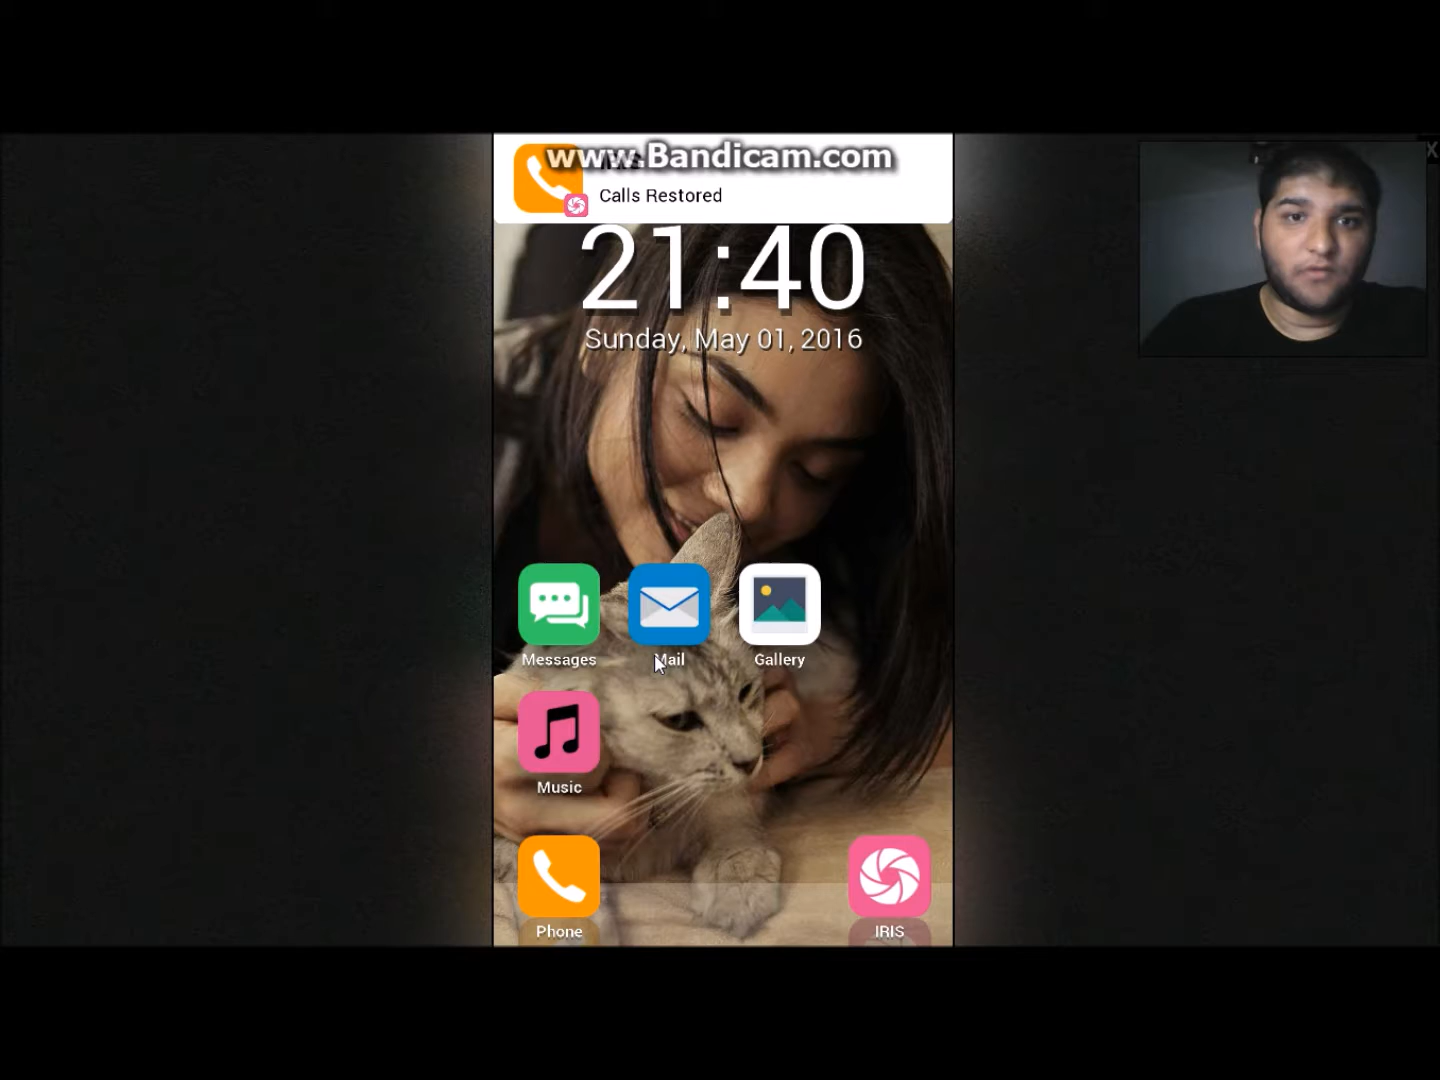 www.Bandicam.com
Calls Restored
21:40
Sunday, May 01, 2016
Messages
Mail
Gallery
Music
Phone
IRIS
X